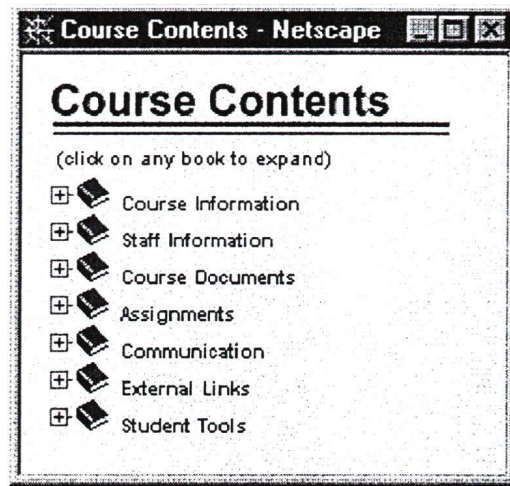 Course Contents - Netscape
Course Contents
(click on any book to expand)
Course Information
Staff Information
Course Documents
Assignments
Communication
External Links
Student Tools